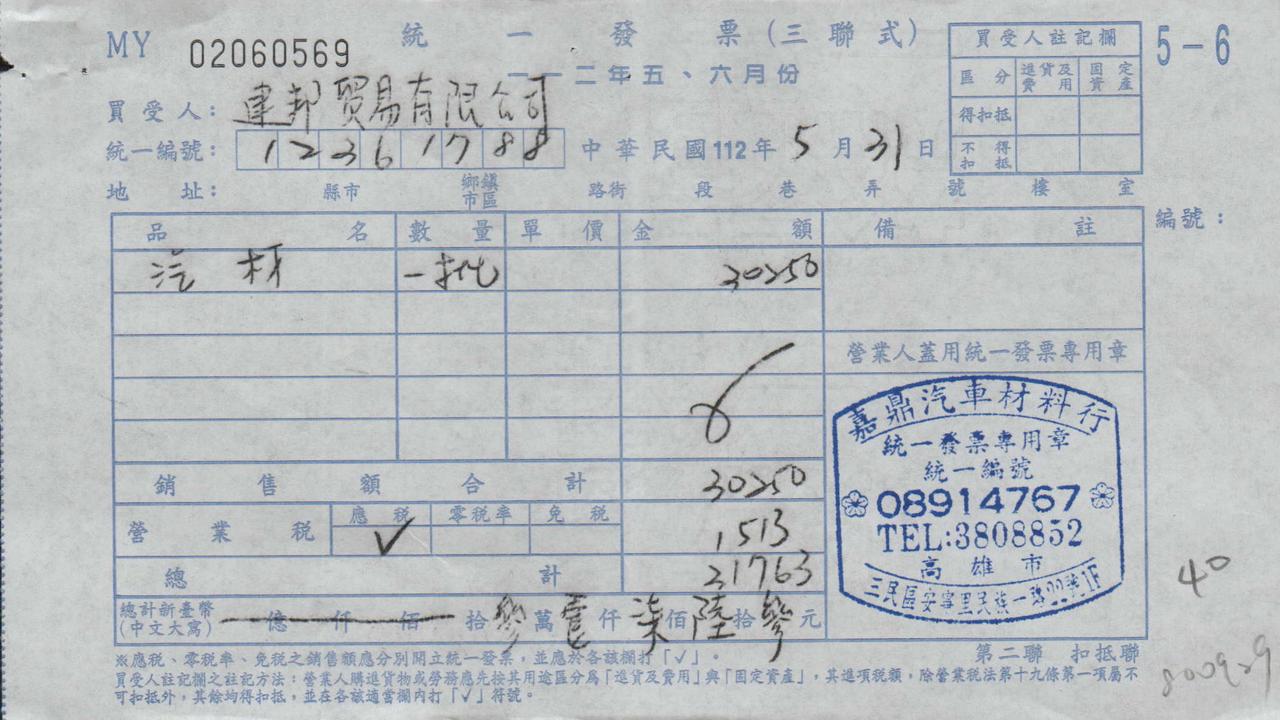 MY 02060569 統一發票(三聯式) 5-6
一一二年五、六月份
買受人: 建邦貿易有限公司
統一編號: 12361788 中華民國112年5月31日
地址: 縣市 鄉鎮市區 路街 段 巷 弄 號 樓 室
買受人註記欄
區分 進貨及費用 固定資產
得扣抵
不得扣抵
編號:
品名 數量 單價 金額 備註
汽材 一批 30250
營業人蓋用統一發票專用章
銷售額合計 30250
營業稅 應稅 零稅率 免稅 1513
✓
總計 31763
總計新臺幣(中文大寫) 億仟佰拾參萬壹仟柒佰陸拾參元
嘉鼎汽車材料行
統一發票專用章
統一編號
08914767
TEL:3808852
高雄市
三民區安寧里民族一路22號1F
40
第二聯 扣抵聯
800929
※應稅、零稅率、免稅之銷售額應分別開立統一發票,並應於各該欄打「✓」。
買受人註記欄之註記方法:營業人購進貨物或勞務應先按其用途區分為「進貨及費用」與「固定資產」,其進項稅額,除營業稅法第十九條第一項屬不
可扣抵外,其餘均得扣抵,並在各該適當欄內打「✓」符號。